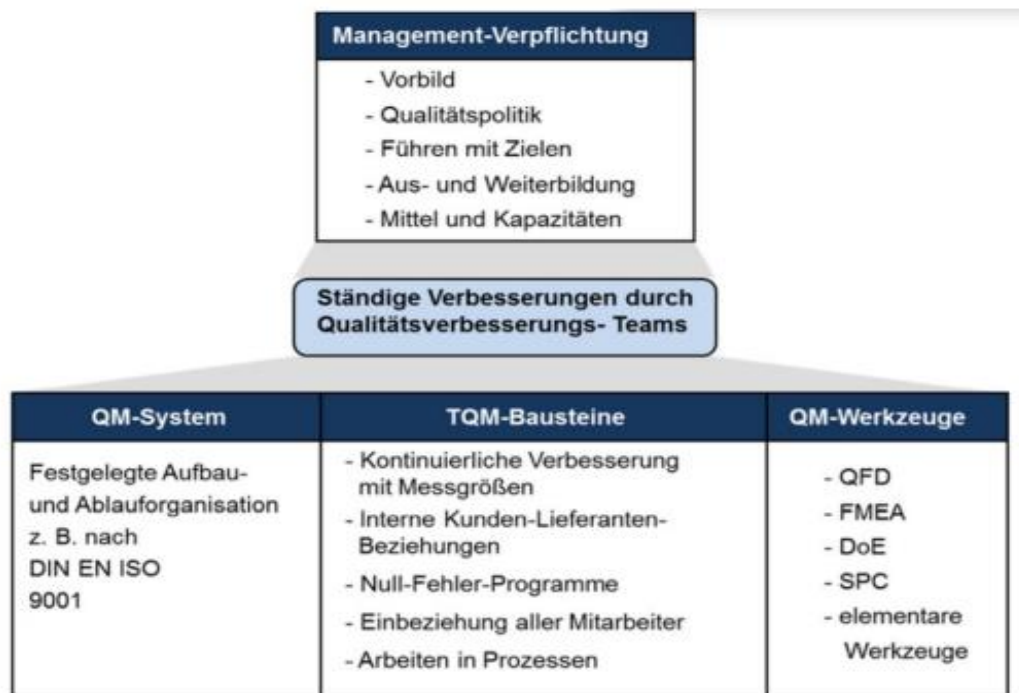 Management-Verpflichtung
- Vorbild
- Qualitätspolitik
- Führen mit Zielen
- Aus- und Weiterbildung
- Mittel und Kapazitäten
Ständige Verbesserungen durch
Qualitätsverbesserungs- Teams
QM-System
Festgelegte Aufbau-
und Ablauforganisation
z. B. nach
DIN EN ISO
9001
TQM-Bausteine
- Kontinuierliche Verbesserung
mit Messgrößen
- Interne Kunden-Lieferanten-
Beziehungen
- Null-Fehler-Programme
- Einbeziehung aller Mitarbeiter
- Arbeiten in Prozessen
QM-Werkzeuge
- QFD
- FMEA
- DoE
- SPC
- elementare
Werkzeuge